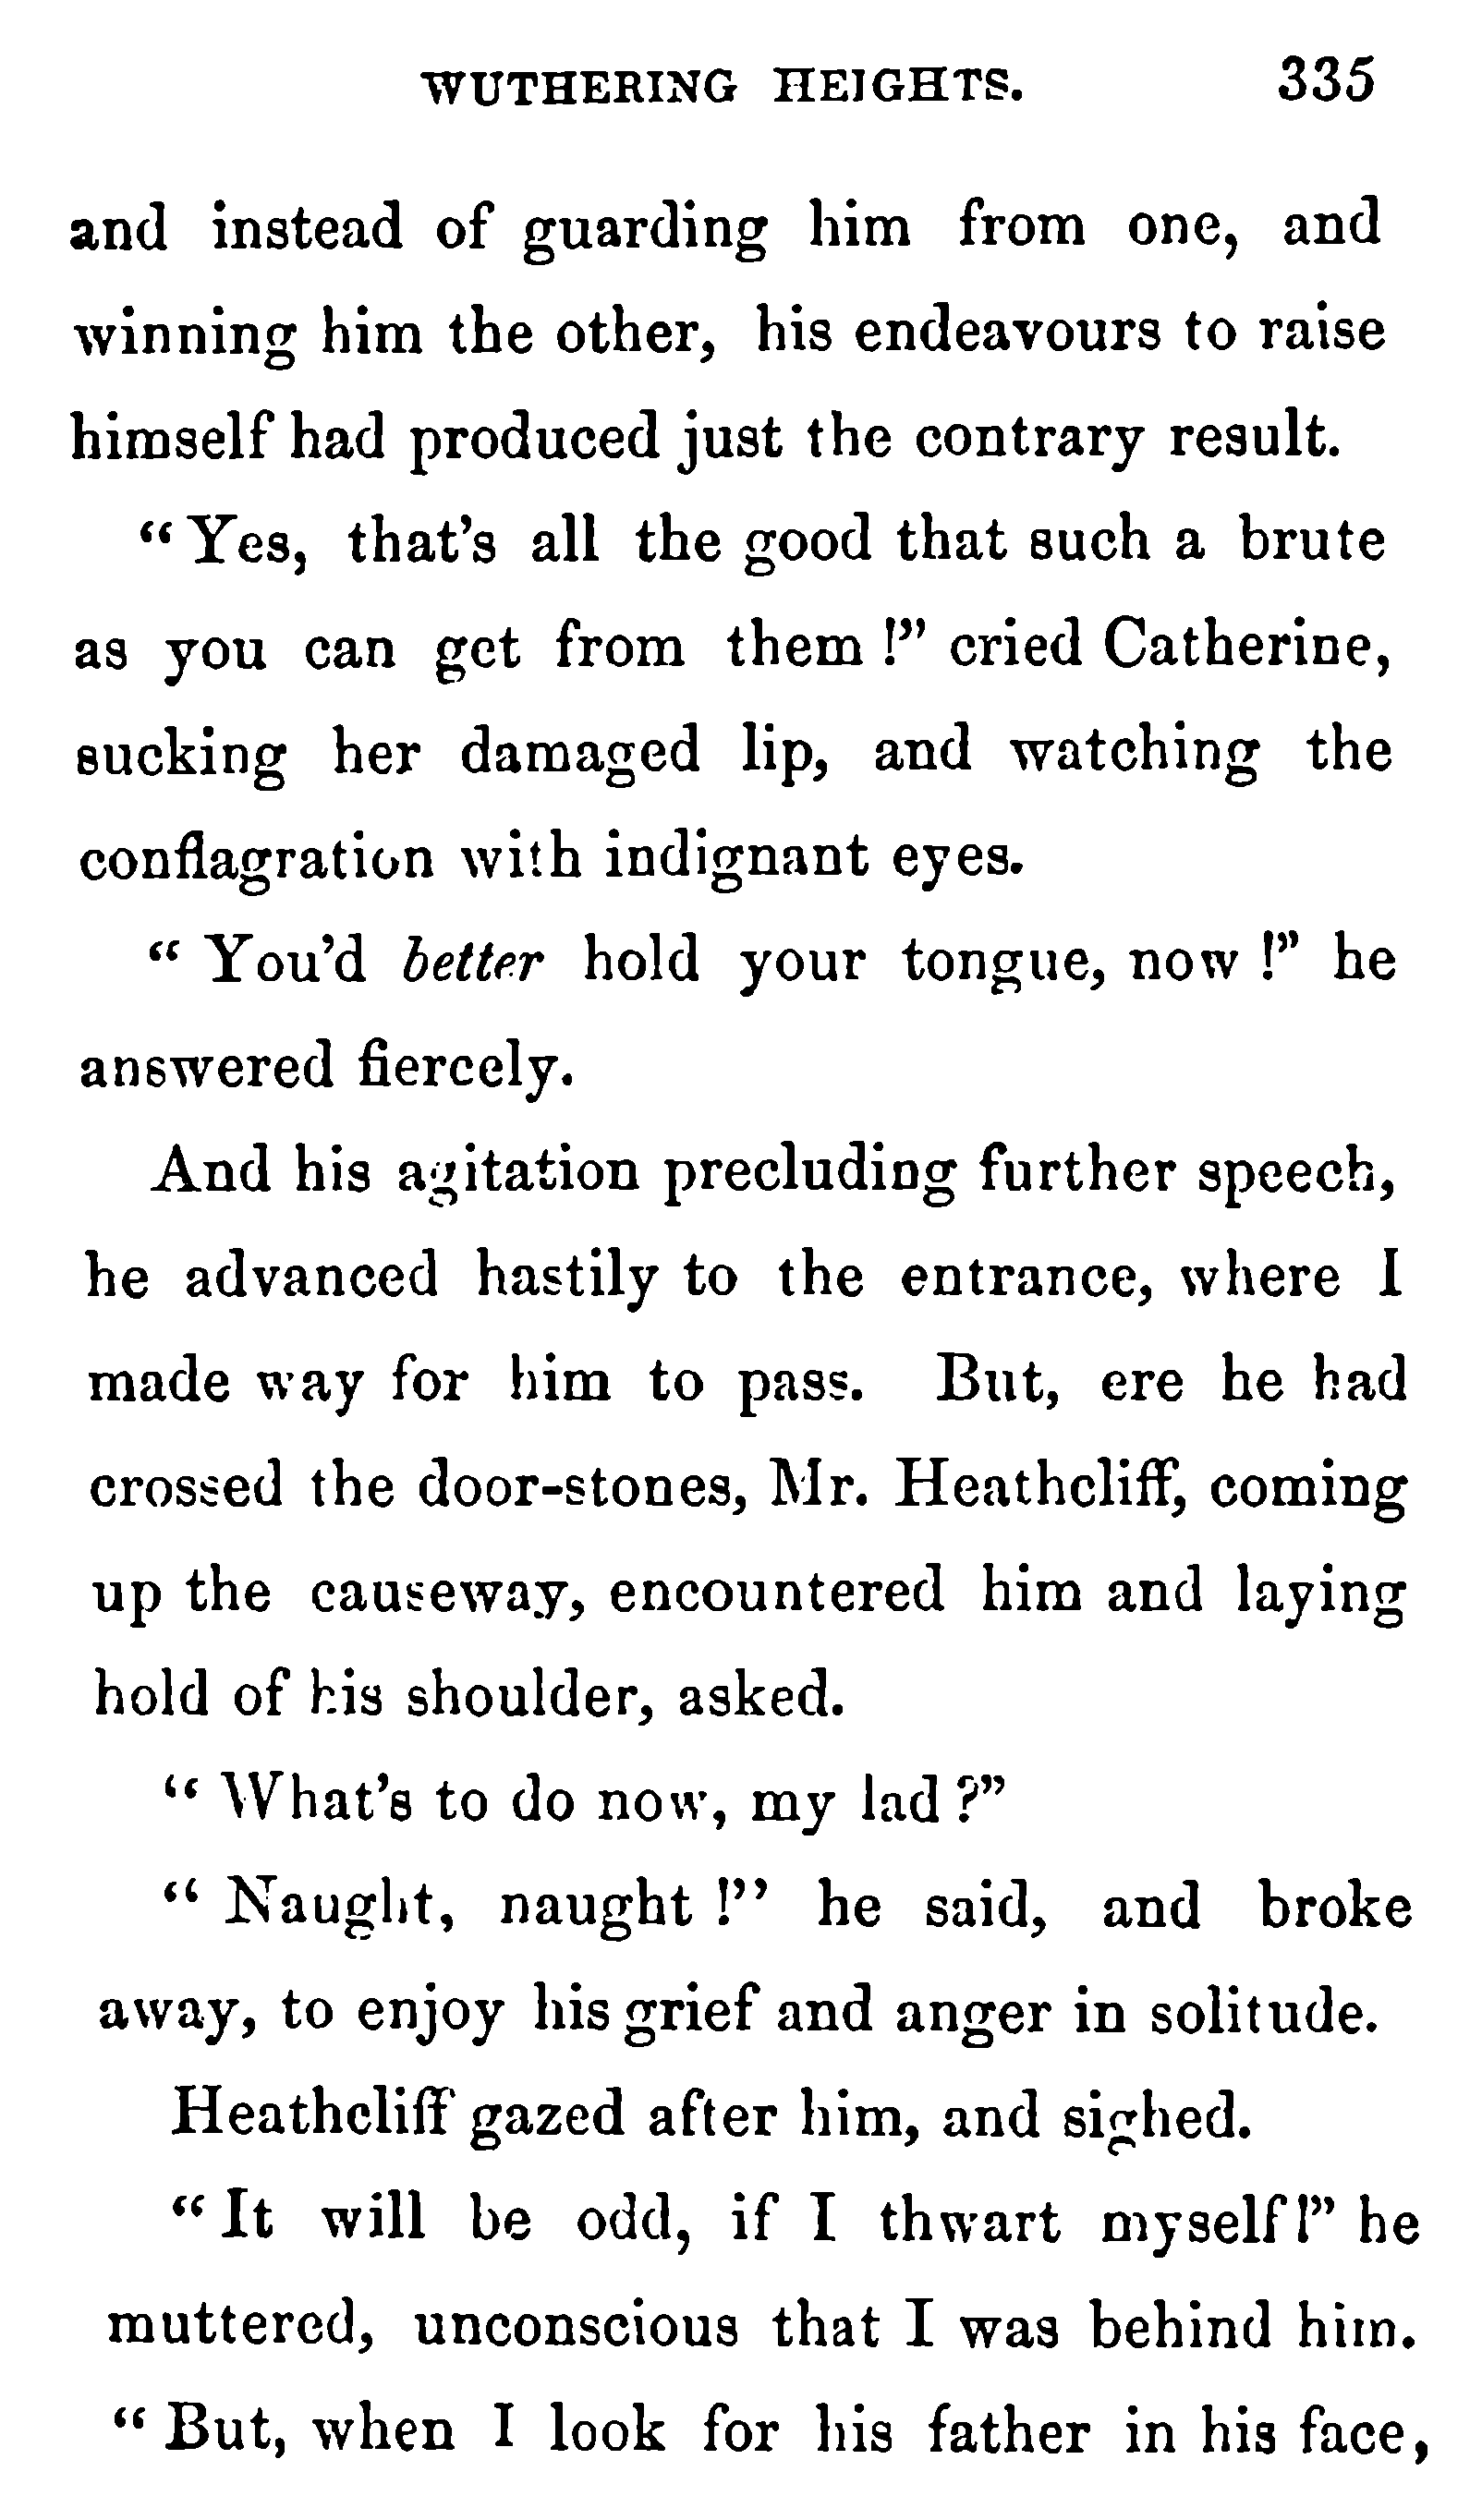 WUTHERING HEIGHTS. 335
and instead of guarding him from one, and
winning him the other, his endeavours to raise
himself had produced just the contrary result.
“Yes, that’s all the good that such a brute
as you can get from them !” cried Catherine,
sucking her damaged lip, and watching the
conflagration with indignant eyes.
“ You’d better hold your tongue, now !” he
answered fiercely.
And his agitation precluding further speech,
he advanced hastily to the entrance, where I
made way for him to pass. But, ere he had
crossed the door-stones, Mr. Heathcliff, coming
up the causeway, encountered him and laying
hold of his shoulder, asked.
“ What’s to do now, my lad ?”
“ Naught, naught !” he said, and broke
away, to enjoy his grief and anger in solitude.
Heathcliff gazed after him, and sighed.
“ It will be odd, if I thwart myself !” he
muttered, unconscious that I was behind him.
“ But, when I look for his father in his face,